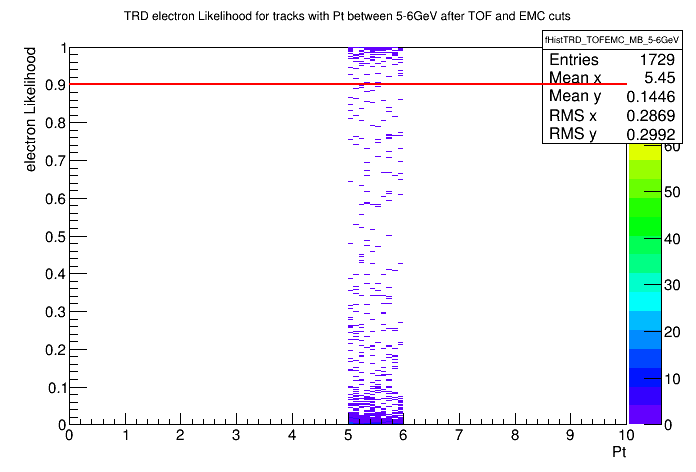 TRD electron Likelihood for tracks with Pt between 5-6GeV after TOF and EMC cuts
fHistTRD_TOFEMC_MB_5-6GeV
Entries 1729
Mean x 5.45
Mean y 0.1446
RMS x 0.2869
RMS y 0.2992
electron Likelihood
1
0.9
0.8
0.7
0.6
0.5
0.4
0.3
0.2
0.1
0
0 1 2 3 4 5 6 7 8 9 10
Pt
60
50
40
30
20
10
0